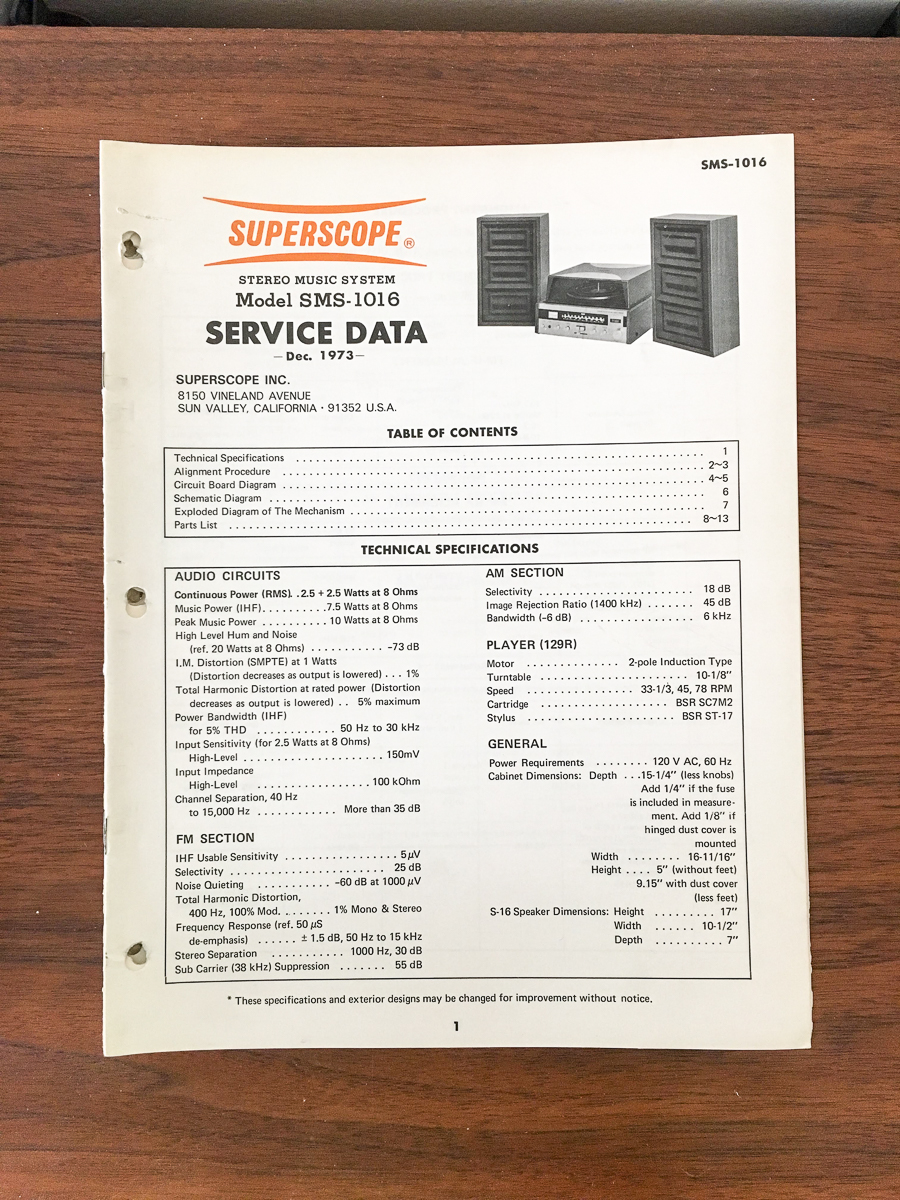 SMS-1016
SUPERSCOPE ®
STEREO MUSIC SYSTEM
Model SMS-1016
SERVICE DATA
—Dec. 1973—
SUPERSCOPE INC.
8150 VINELAND AVENUE
SUN VALLEY, CALIFORNIA · 91352 U.S.A.
TABLE OF CONTENTS
Technical Specifications . . . . . . . . . . 1
Alignment Procedure . . . . . . . . . . 2~3
Circuit Board Diagram . . . . . . . . . . 4~5
Schematic Diagram . . . . . . . . . . 6
Exploded Diagram of The Mechanism . . . . . . . . . . 7
Parts List . . . . . . . . . . 8~13
TECHNICAL SPECIFICATIONS
AUDIO CIRCUITS
Continuous Power (RMS). . 2.5 + 2.5 Watts at 8 Ohms
Music Power (IHF) . . . . . . . . . . 7.5 Watts at 8 Ohms
Peak Music Power . . . . . . . . . . 10 Watts at 8 Ohms
High Level Hum and Noise
(ref. 20 Watts at 8 Ohms) . . . . . . . . . . . –73 dB
I.M. Distortion (SMPTE) at 1 Watts
(Distortion decreases as output is lowered) . . . 1%
Total Harmonic Distortion at rated power (Distortion
decreases as output is lowered) . . 5% maximum
Power Bandwidth (IHF)
for 5% THD . . . . . . . . . . . . 50 Hz to 30 kHz
Input Sensitivity (for 2.5 Watts at 8 Ohms)
High-Level . . . . . . . . . . 150mV
Input Impedance
High-Level . . . . . . . . . . 100 kOhm
Channel Separation, 40 Hz
to 15,000 Hz . . . . . . . . . . . . More than 35 dB
FM SECTION
IHF Usable Sensitivity . . . . . . . . . . 5μV
Selectivity . . . . . . . . . . 25 dB
Noise Quieting . . . . . . . . . . . –60 dB at 1000 μV
Total Harmonic Distortion,
400 Hz, 100% Mod. . . . . . . . 1% Mono & Stereo
Frequency Response (ref. 50 μS
de-emphasis) . . . . . . ± 1.5 dB, 50 Hz to 15 kHz
Stereo Separation . . . . . . . . . . . 1000 Hz, 30 dB
Sub Carrier (38 kHz) Suppression . . . . . . . 55 dB
AM SECTION
Selectivity . . . . . . . . . . 18 dB
Image Rejection Ratio (1400 kHz) . . . . . . . 45 dB
Bandwidth (–6 dB) . . . . . . . . . . 6 kHz
PLAYER (129R)
Motor . . . . . . . . . . . . . 2-pole Induction Type
Turntable . . . . . . . . . . 10-1/8"
Speed . . . . . . . . . . 33-1/3, 45, 78 RPM
Cartridge . . . . . . . . . . BSR SC7M2
Stylus . . . . . . . . . . BSR ST-17
GENERAL
Power Requirements . . . . . . . . 120 V AC, 60 Hz
Cabinet Dimensions: Depth . . . 15-1/4" (less knobs)
Add 1/4" if the fuse
is included in measure-
ment. Add 1/8" if
hinged dust cover is
mounted
Width . . . . . . . . 16-11/16"
Height . . . . 5" (without feet)
9.15" with dust cover
(less feet)
S-16 Speaker Dimensions: Height . . . . . . . . . 17"
Width . . . . . . 10-1/2"
Depth . . . . . . . . . . 7"
* These specifications and exterior designs may be changed for improvement without notice.
1